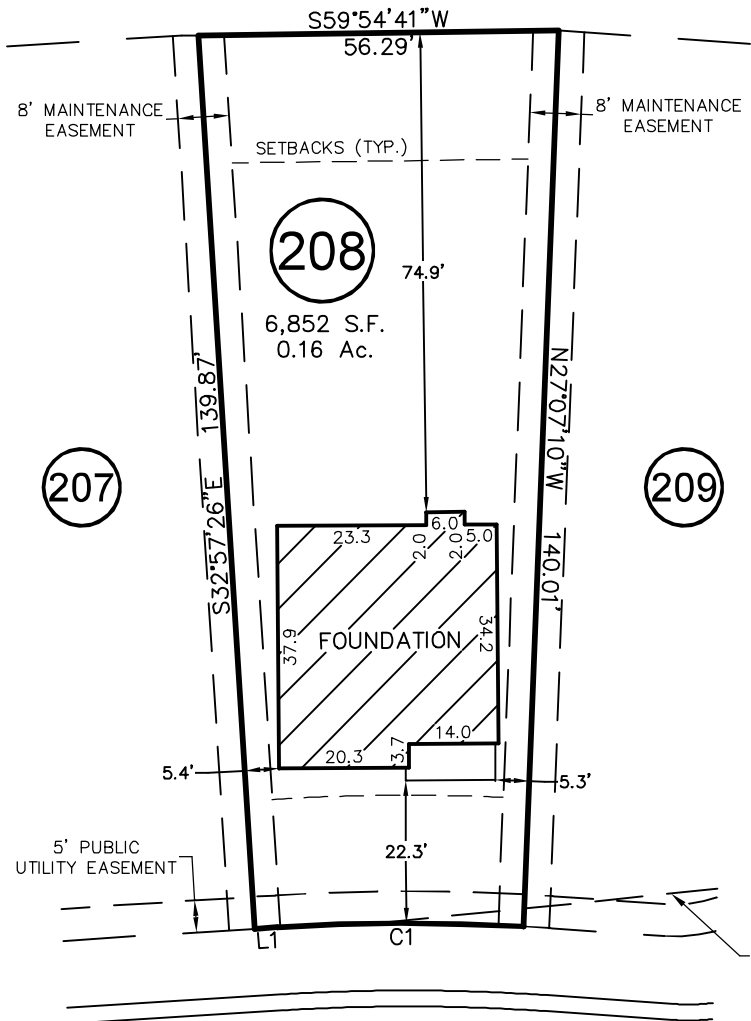 S59°54'41"W
56.29'
8' MAINTENANCE
EASEMENT
8' MAINTENANCE
EASEMENT
SETBACKS (TYP.)
208
74.9'
6,852 S.F.
0.16 Ac.
139.87'
S32°57'26"E
N27°07'10"W
140.01'
207
209
23.3
2.0
6.0
2.0
5.0
37.9
FOUNDATION
34.2
20.3
3.7
14.0
5.4'
5.3'
22.3'
5' PUBLIC
UTILITY EASEMENT
L1
C1